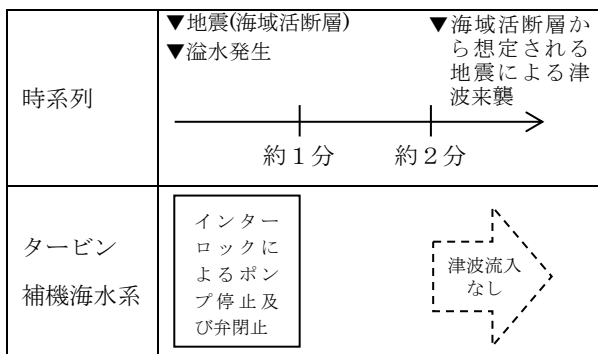 時系列
▼地震(海域活断層)
▼溢水発生
▼海域活断層か
ら想定される
地震による津
波来襲
約１分
約２分
タービン
補機海水系
インター
ロックに
よるポン
プ停止及
び弁閉止
津波流入
なし